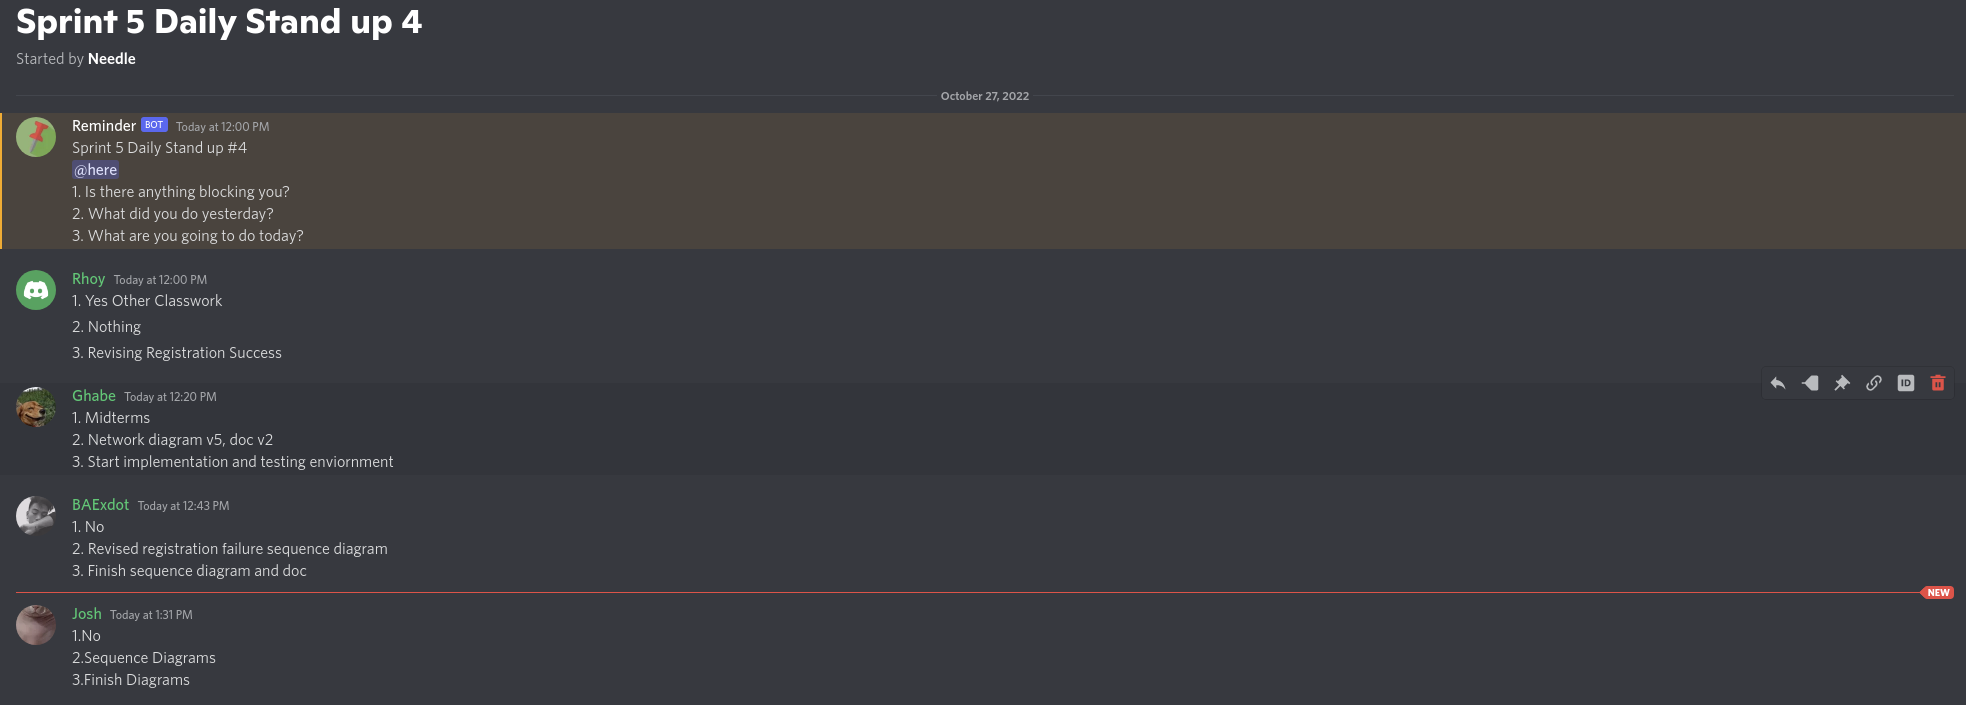 Sprint 5 Daily Stand up 4
Started by Needle
October 27, 2022
Reminder BOT Today at 12:00 PM
Sprint 5 Daily Stand up #4
@here
1. Is there anything blocking you?
2. What did you do yesterday?
3. What are you going to do today?
Rhoy Today at 12:00 PM
1. Yes Other Classwork
2. Nothing
3. Revising Registration Success
Ghabe Today at 12:20 PM
ID
1. Midterms
2. Network diagram v5, doc v2
3. Start implementation and testing enviornment
BAExdot Today at 12:43 PM
1. No
2. Revised registration failure sequence diagram
3. Finish sequence diagram and doc
NEW
Josh Today at 1:31 PM
1.No
2.Sequence Diagrams
3.Finish Diagrams